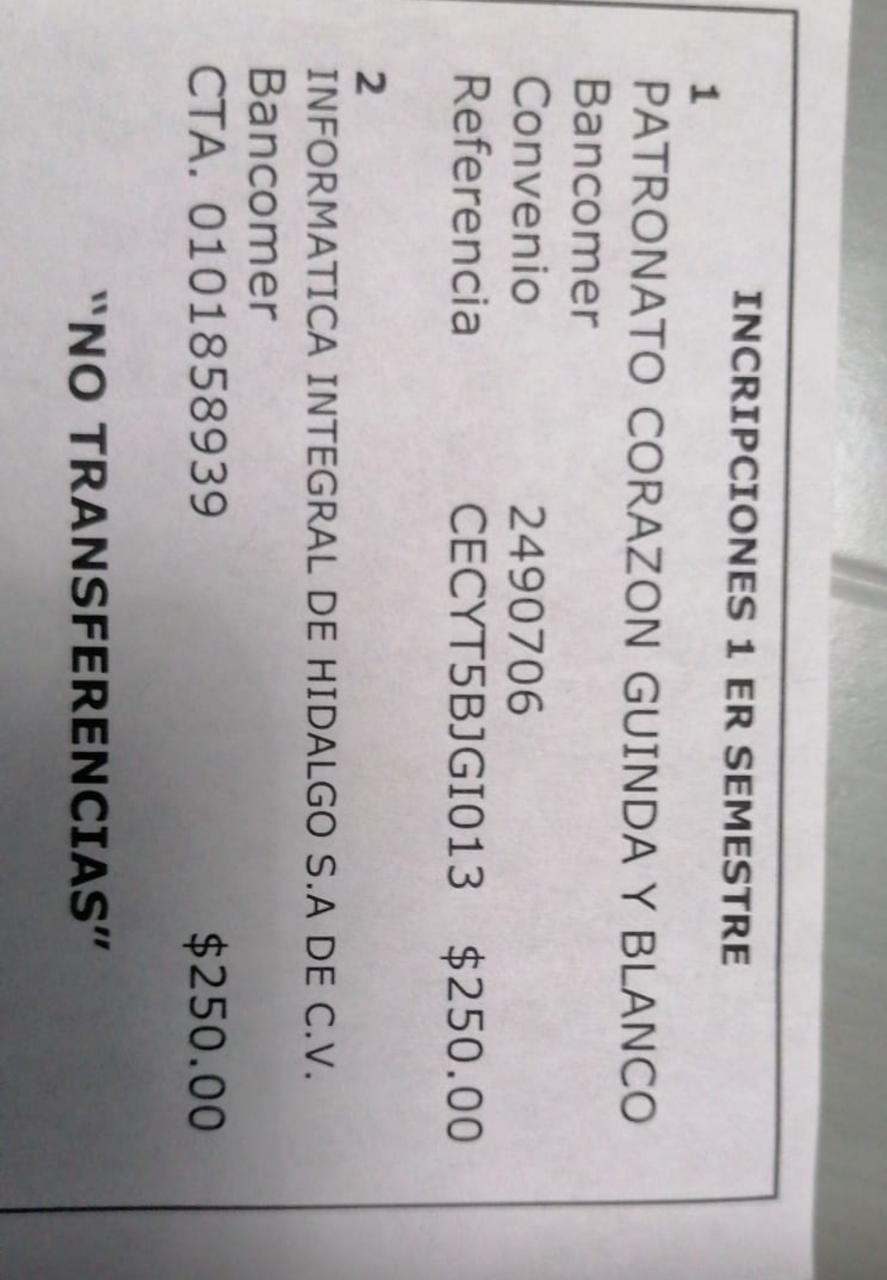 INCRIPCIONES 1 ER SEMESTRE
1
PATRONATO CORAZON GUINDA Y BLANCO
Bancomer
Convenio 2490706
Referencia CECYT5BJGI013 $250.00
2
INFORMATICA INTEGRAL DE HIDALGO S.A DE C.V.
Bancomer
CTA. 0101858939 $250.00
"NO TRANSFERENCIAS"